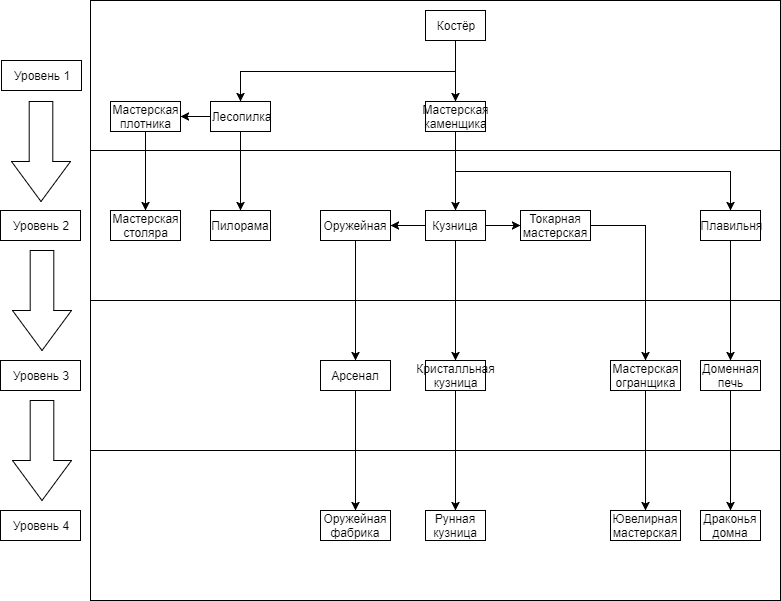 Костёр
Уровень 1
Мастерская
плотника
Лесопилка
Мастерская
каменщика
Уровень 2
Мастерская
столяра
Пилорама
Оружейная
Кузница
Токарная
мастерская
Плавильня
Уровень 3
Арсенал
Кристалльная
кузница
Мастерская
огранщика
Доменная
печь
Уровень 4
Оружейная
фабрика
Рунная
кузница
Ювелирная
мастерская
Драконья
домна